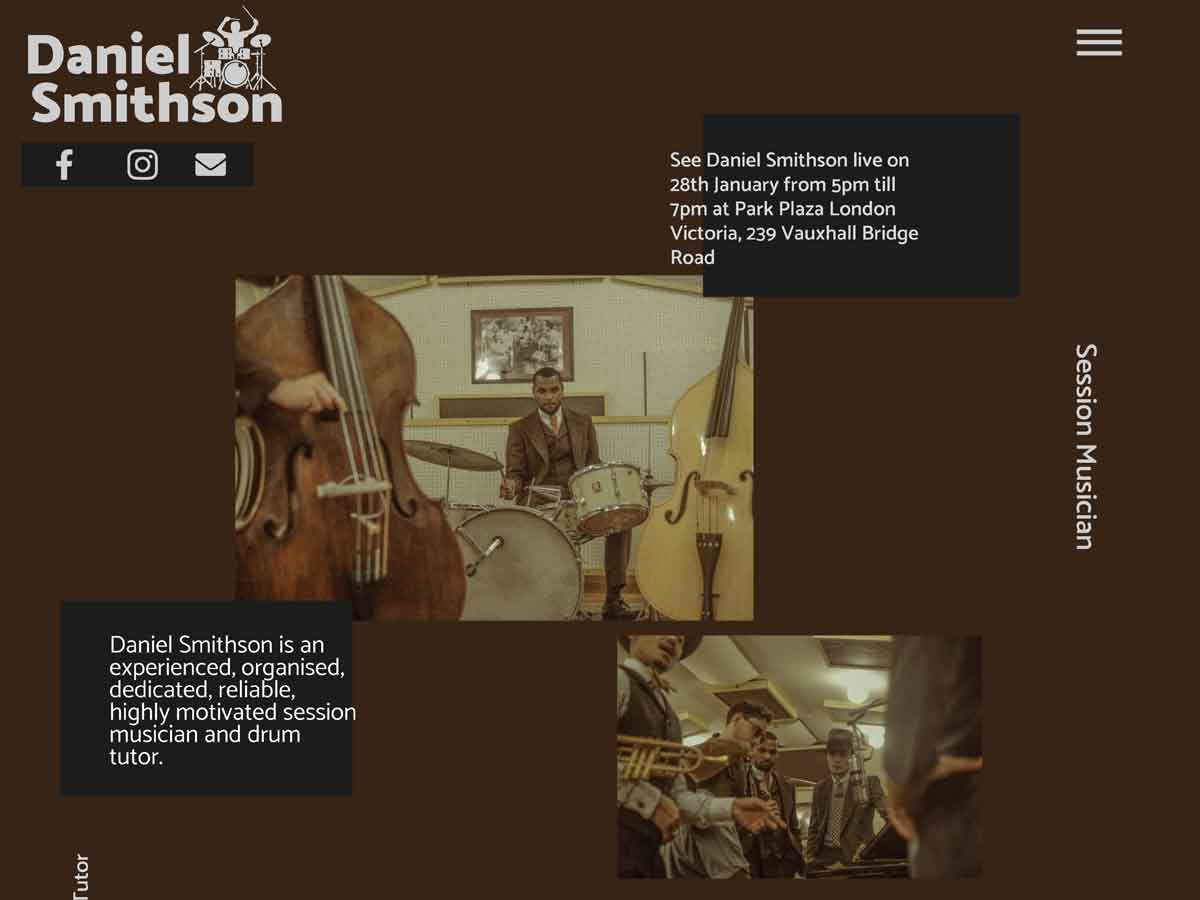 Daniel
Smithson
See Daniel Smithson live on
28th January from 5pm till
7pm at Park Plaza London
Victoria, 239 Vauxhall Bridge
Road
Session Musician
Daniel Smithson is an
experienced, organised,
dedicated, reliable,
highly motivated session
musician and drum
tutor.
Tutor